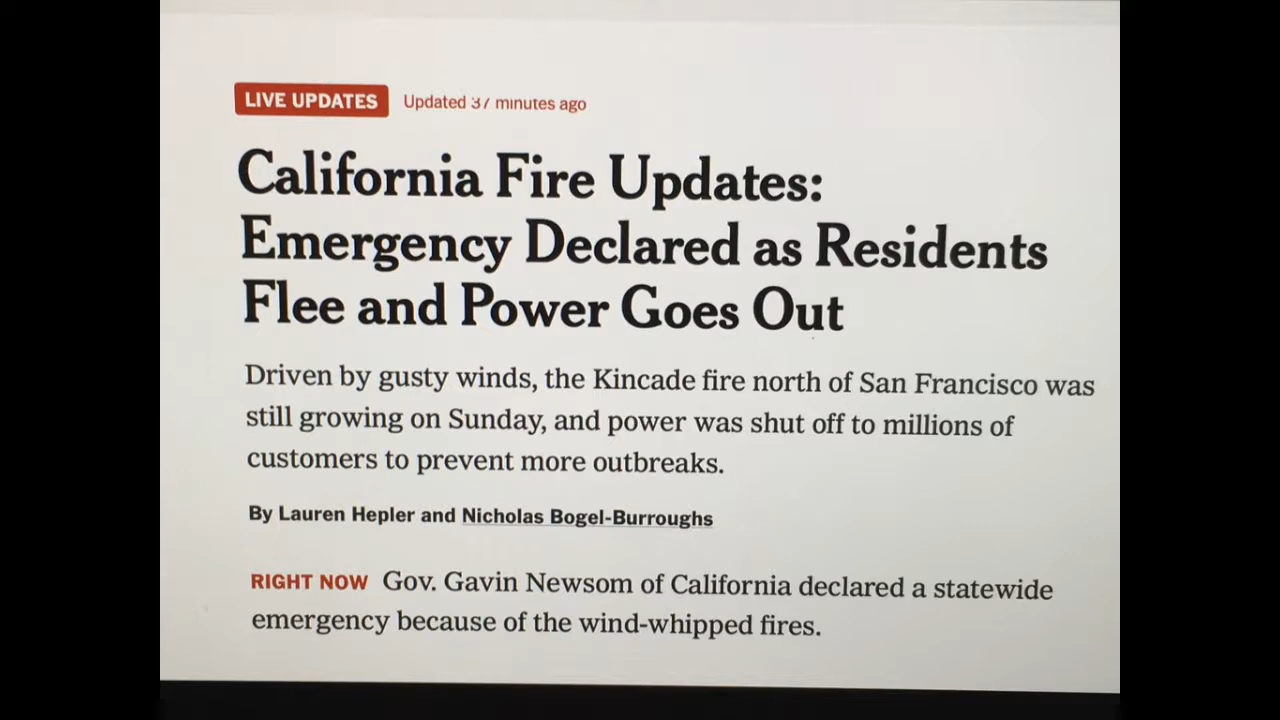 LIVE UPDATES Updated 37 minutes ago
California Fire Updates:
Emergency Declared as Residents
Flee and Power Goes Out
Driven by gusty winds, the Kincade fire north of San Francisco was
still growing on Sunday, and power was shut off to millions of
customers to prevent more outbreaks.
By Lauren Hepler and Nicholas Bogel-Burroughs
RIGHT NOW Gov. Gavin Newsom of California declared a statewide
emergency because of the wind-whipped fires.